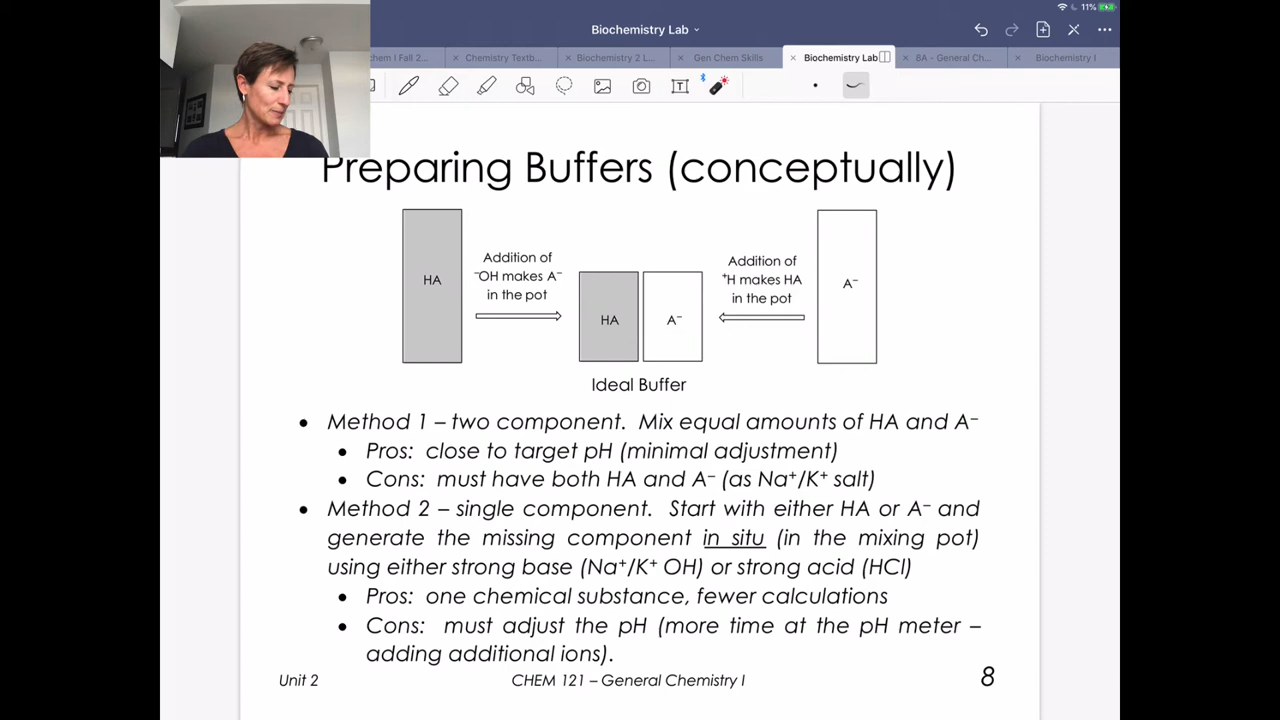 11%
Biochemistry Lab
hem I Fall 2...
Chemistry Textb...
× Biochemistry 2 L...
× Gen Chem Skills
× Biochemistry Lab
× BA - General Ch...
× Biochemistry I
T
Preparing Buffers (conceptually)
HA
Addition of
⁻OH makes A⁻
in the pot
HA
A⁻
Addition of
⁺H makes HA
in the pot
A⁻
Ideal Buffer
• Method 1 – two component. Mix equal amounts of HA and A⁻
• Pros: close to target pH (minimal adjustment)
• Cons: must have both HA and A⁻ (as Na⁺/K⁺ salt)
• Method 2 – single component. Start with either HA or A⁻ and
generate the missing component in situ (in the mixing pot)
using either strong base (Na⁺/K⁺ OH) or strong acid (HCl)
• Pros: one chemical substance, fewer calculations
• Cons: must adjust the pH (more time at the pH meter –
adding additional ions).
Unit 2
CHEM 121 – General Chemistry I
8